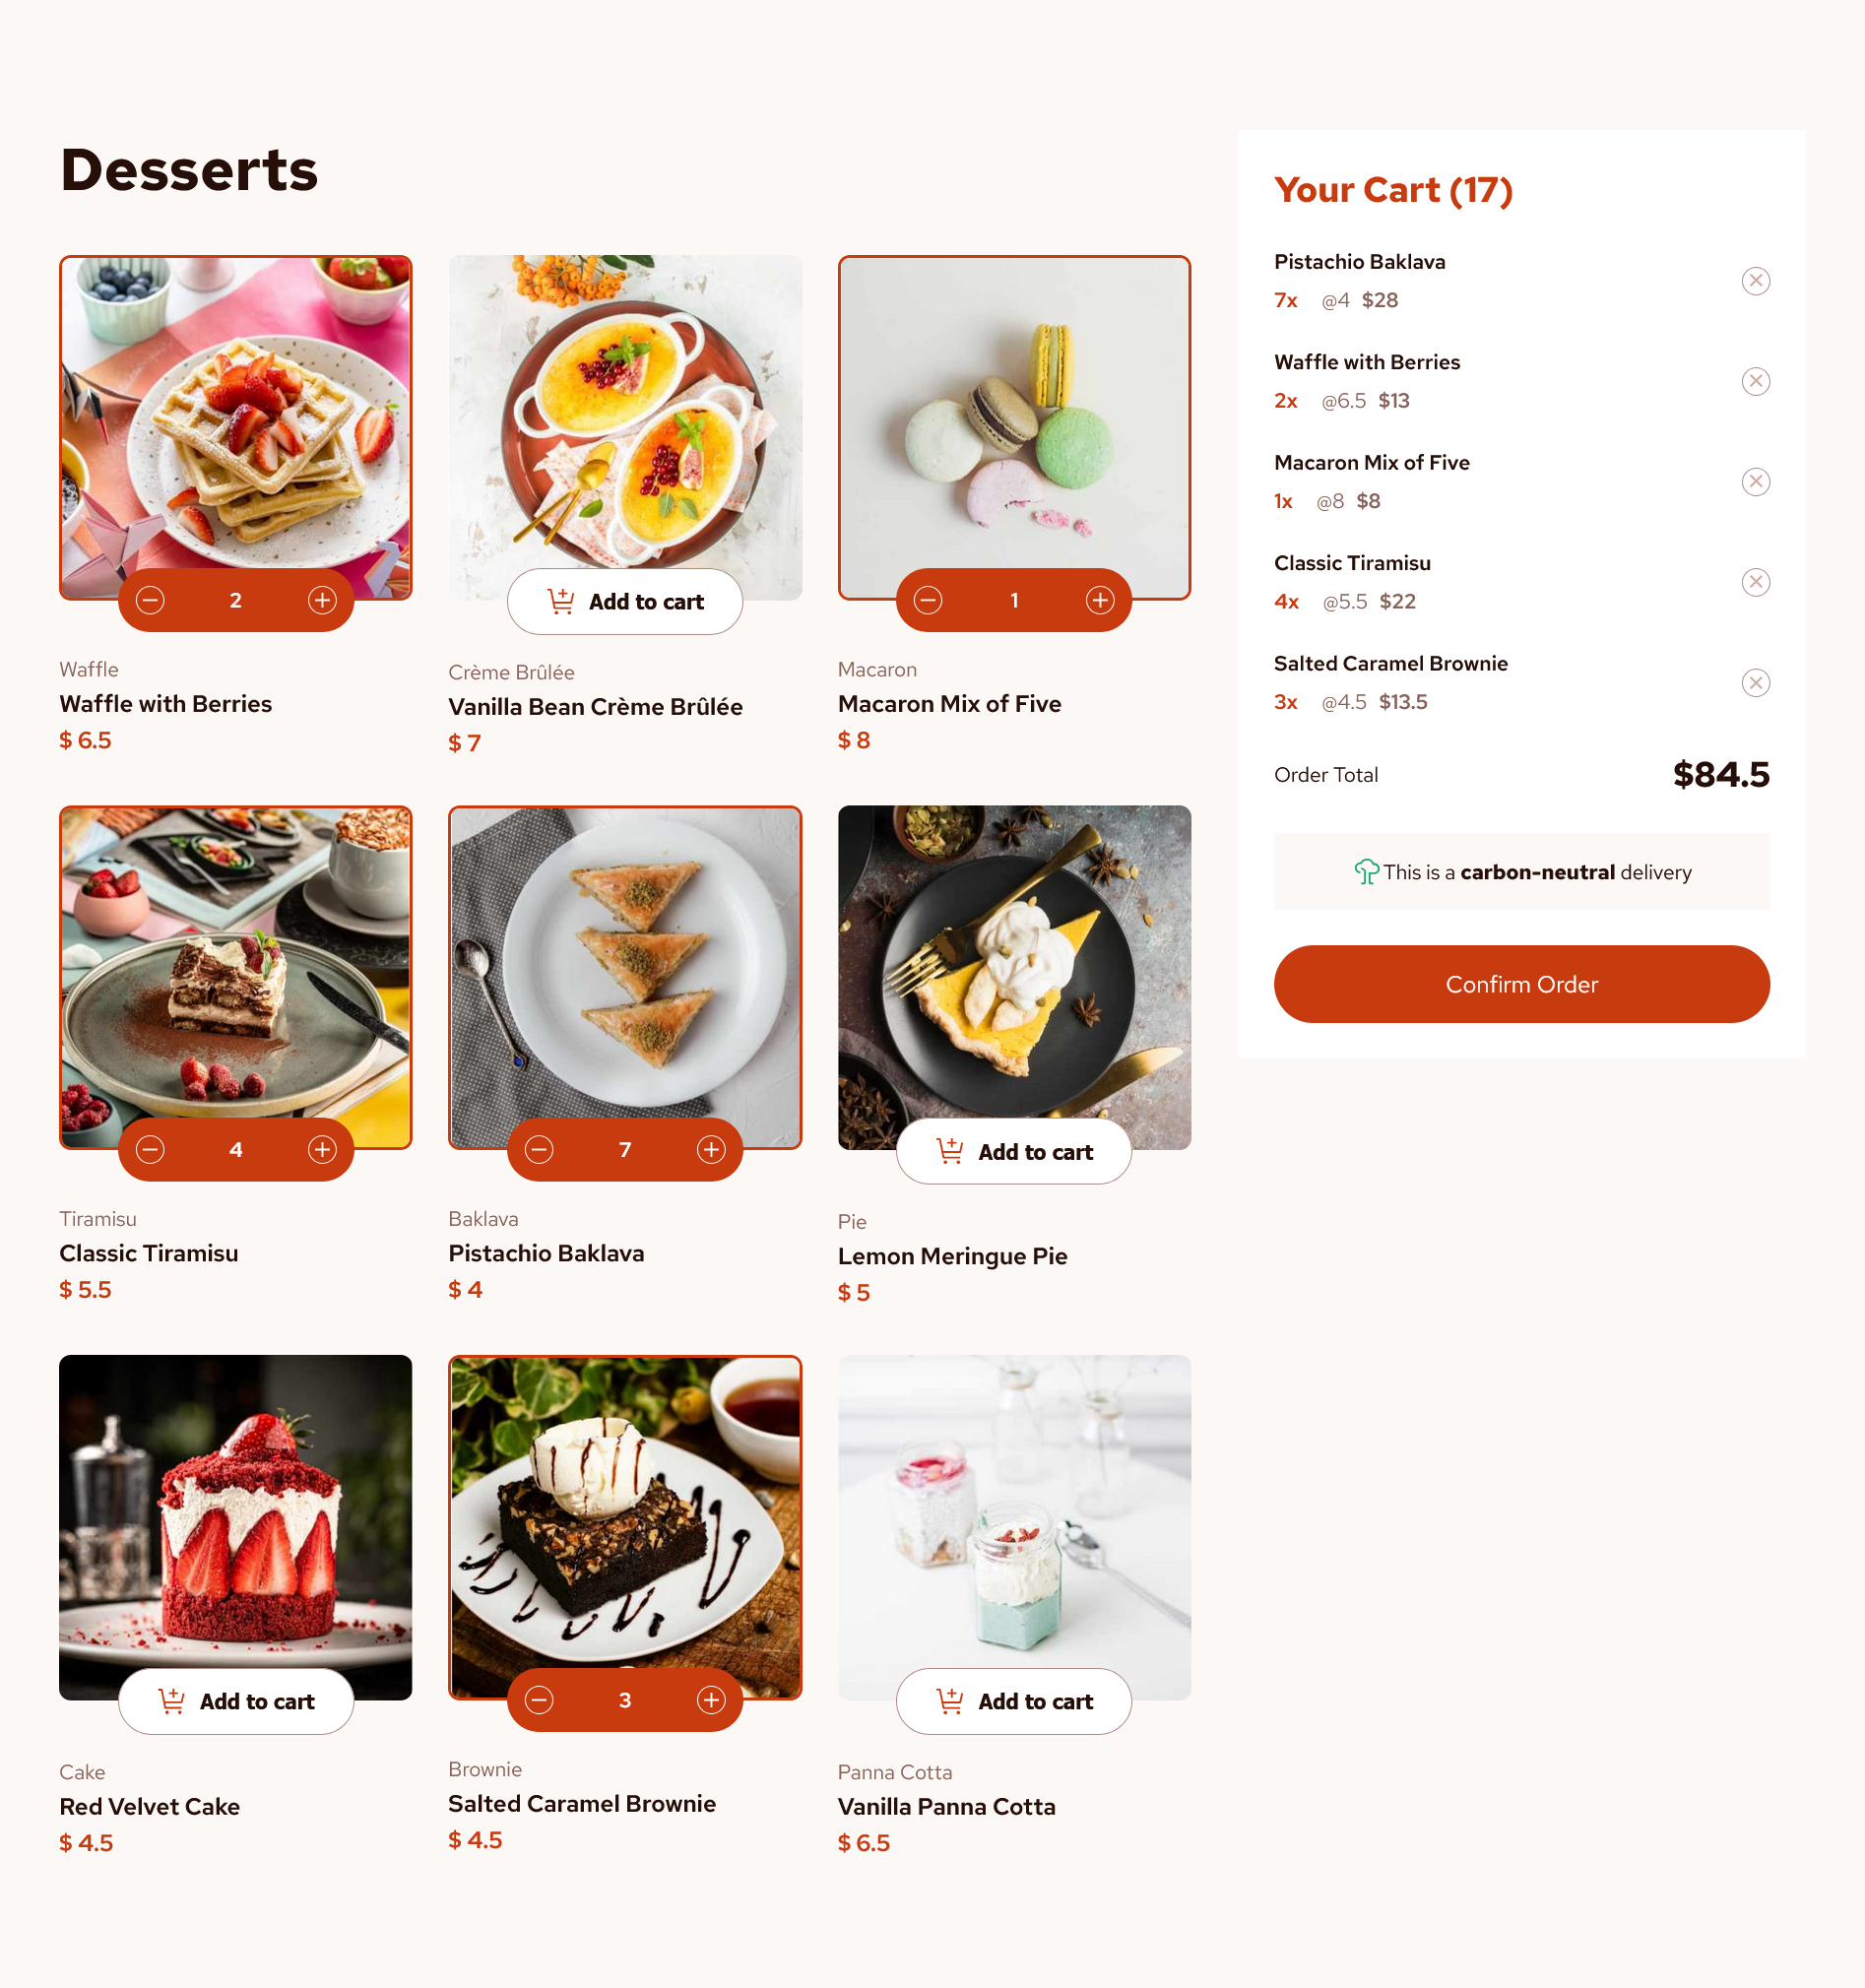 Desserts
2
Waffle
Waffle with Berries
$ 6.5
Add to cart
Crème Brûlée
Vanilla Bean Crème Brûlée
$ 7
1
Macaron
Macaron Mix of Five
$ 8
4
Tiramisu
Classic Tiramisu
$ 5.5
7
Baklava
Pistachio Baklava
$ 4
Add to cart
Pie
Lemon Meringue Pie
$ 5
Add to cart
Cake
Red Velvet Cake
$ 4.5
3
Brownie
Salted Caramel Brownie
$ 4.5
Add to cart
Panna Cotta
Vanilla Panna Cotta
$ 6.5
Your Cart (17)
Pistachio Baklava
7x @4 $28
Waffle with Berries
2x @6.5 $13
Macaron Mix of Five
1x @8 $8
Classic Tiramisu
4x @5.5 $22
Salted Caramel Brownie
3x @4.5 $13.5
Order Total $84.5
This is a carbon-neutral delivery
Confirm Order